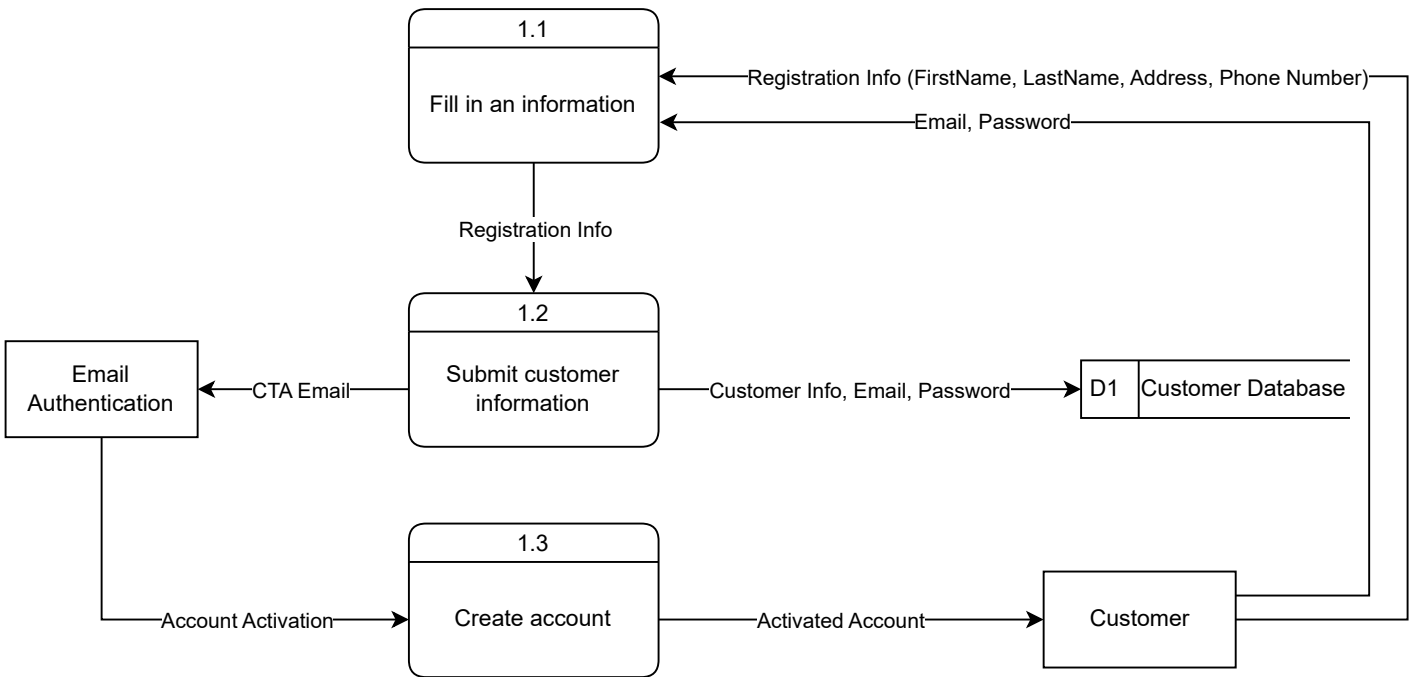 1.1
Fill in an information
Registration Info (FirstName, LastName, Address, Phone Number)
Email, Password
Registration Info
1.2
Submit customer
information
Email
Authentication
CTA Email
Customer Info, Email, Password
D1
Customer Database
1.3
Create account
Account Activation
Activated Account
Customer